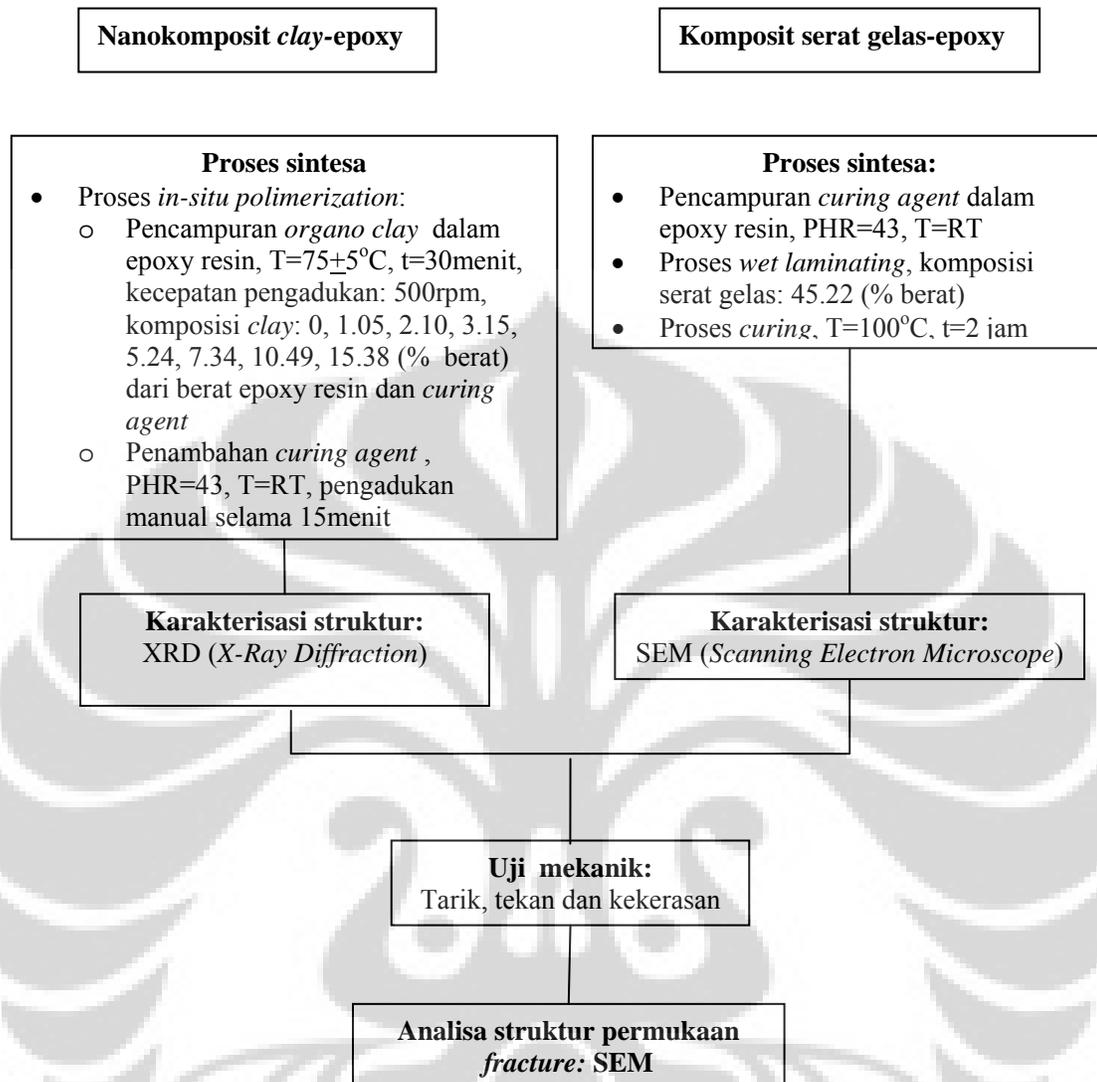 Nanokomposit clay-epoxy
Komposit serat gelas-epoxy
Proses sintesa
• Proses in-situ polimerization:
o Pencampuran organo clay dalam
epoxy resin, T=75±5°C, t=30menit,
kecepatan pengadukan: 500rpm,
komposisi clay: 0, 1.05, 2.10, 3.15,
5.24, 7.34, 10.49, 15.38 (% berat)
dari berat epoxy resin dan curing
agent
o Penambahan curing agent ,
PHR=43, T=RT, pengadukan
manual selama 15menit
Proses sintesa:
• Pencampuran curing agent dalam
epoxy resin, PHR=43, T=RT
• Proses wet laminating, komposisi
serat gelas: 45.22 (% berat)
• Proses curing, T=100°C, t=2 jam
Karakterisasi struktur:
XRD (X-Ray Diffraction)
Karakterisasi struktur:
SEM (Scanning Electron Microscope)
Uji mekanik:
Tarik, tekan dan kekerasan
Analisa struktur permukaan
fracture: SEM